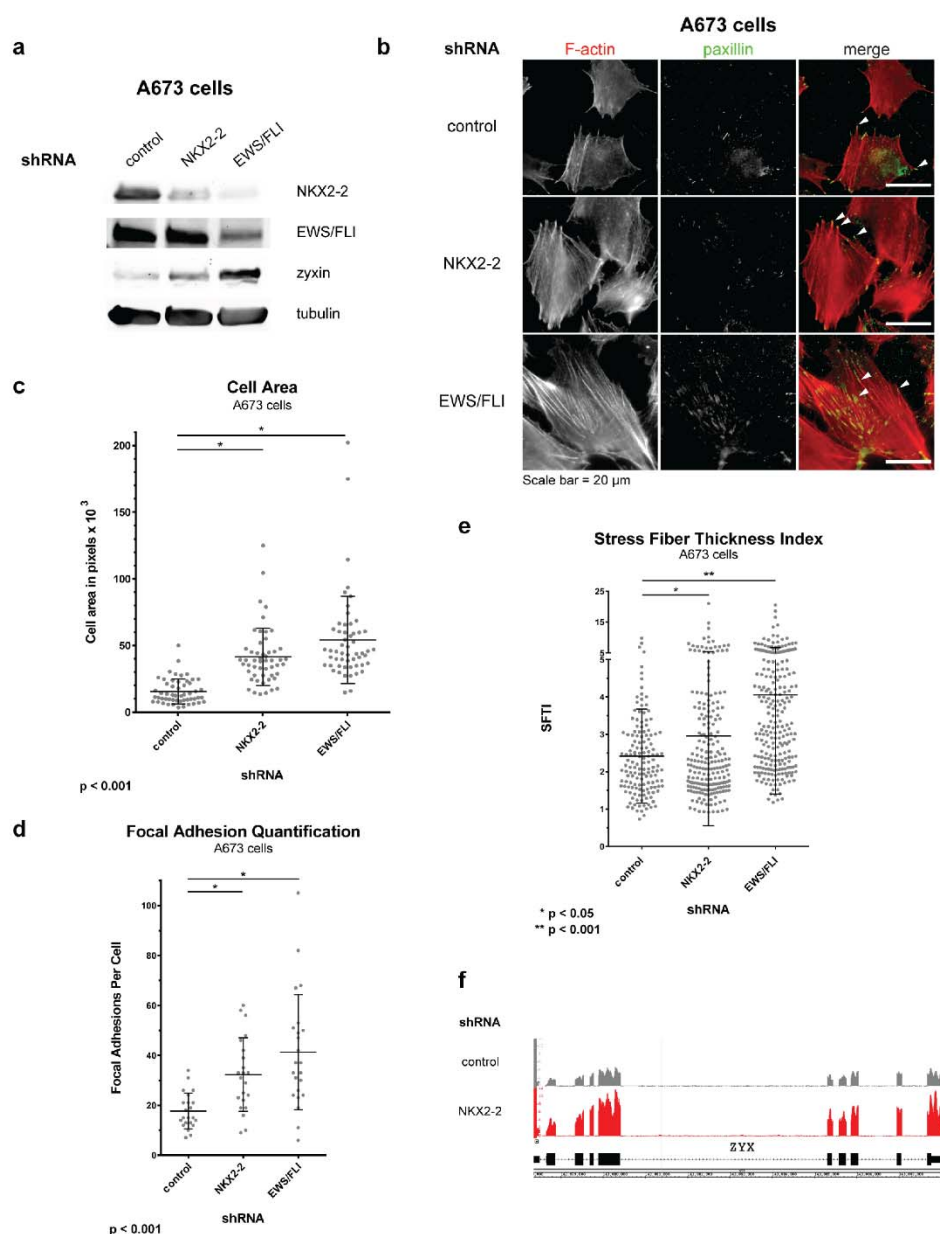 a
A673 cells
shRNA
control
NKX2-2
EWS/FLI
NKX2-2
EWS/FLI
zyxin
tubulin
b
A673 cells
shRNA
F-actin
paxillin
merge
control
NKX2-2
EWS/FLI
Scale bar = 20 µm
c
Cell Area
A673 cells
*
*
Cell area in pixels x 10 3
200
150
100
50
0
control
NKX2-2
EWS/FLI
shRNA
p < 0.001
d
Focal Adhesion Quantification
A673 cells
*
*
Focal Adhesions Per Cell
100
80
60
40
20
0
control
NKX2-2
EWS/FLI
shRNA
p < 0.001
e
Stress Fiber Thickness Index
A673 cells
**
*
SFTI
25
15
5
5
4
3
2
1
0
control
NKX2-2
EWS/FLI
shRNA
* p < 0.05
** p < 0.001
f
shRNA
control
NKX2-2
ZYX